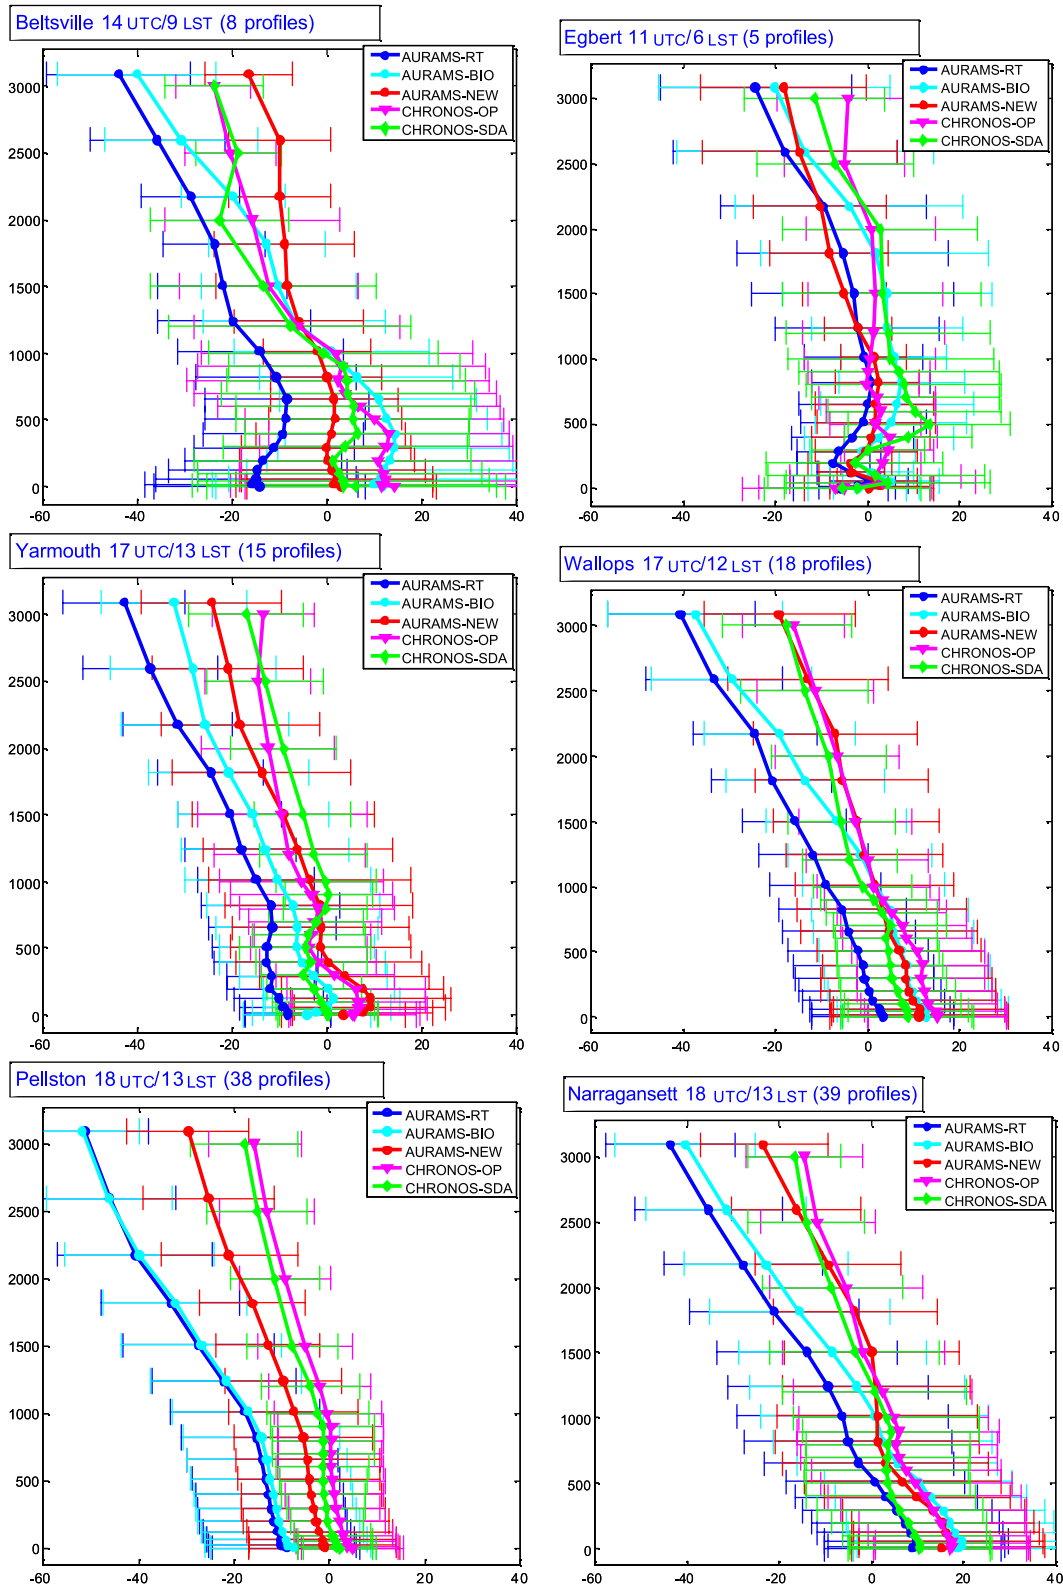 Beltsville 14 UTC/9 LST (8 profiles)
AURAMS-RT
AURAMS-BIO
AURAMS-NEW
CHRONOS-OP
CHRONOS-SDA
3000
2500
2000
1500
1000
500
0
-60 -40 -20 0 20 40
Egbert 11 UTC/6 LST (5 profiles)
AURAMS-RT
AURAMS-BIO
AURAMS-NEW
CHRONOS-OP
CHRONOS-SDA
3000
2500
2000
1500
1000
500
0
-60 -40 -20 0 20 40
Yarmouth 17 UTC/13 LST (15 profiles)
AURAMS-RT
AURAMS-BIO
AURAMS-NEW
CHRONOS-OP
CHRONOS-SDA
3000
2500
2000
1500
1000
500
0
-60 -40 -20 0 20 40
Wallops 17 UTC/12 LST (18 profiles)
AURAMS-RT
AURAMS-BIO
AURAMS-NEW
CHRONOS-OP
CHRONOS-SDA
3000
2500
2000
1500
1000
500
0
-60 -40 -20 0 20 40
Pellston 18 UTC/13 LST (38 profiles)
AURAMS-RT
AURAMS-BIO
AURAMS-NEW
CHRONOS-OP
CHRONOS-SDA
3000
2500
2000
1500
1000
500
0
-60 -40 -20 0 20 40
Narragansett 18 UTC/13 LST (39 profiles)
AURAMS-RT
AURAMS-BIO
AURAMS-NEW
CHRONOS-OP
CHRONOS-SDA
3000
2500
2000
1500
1000
500
0
-60 -40 -20 0 20 40